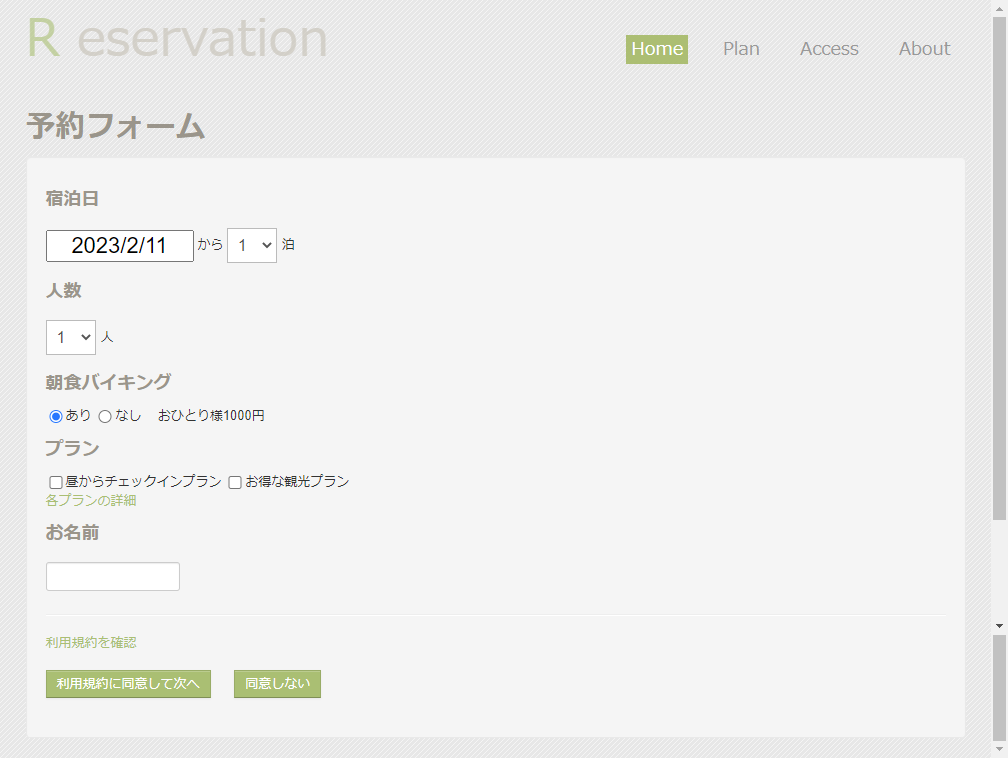 R eservation
Home Plan Access About
予約フォーム
宿泊日
2023/2/11 から 1 泊
人数
1 人
朝食バイキング
あり なし おひとり様1000円
プラン
昼からチェックインプラン お得な観光プラン
各プランの詳細
お名前
利用規約を確認
利用規約に同意して次へ 同意しない